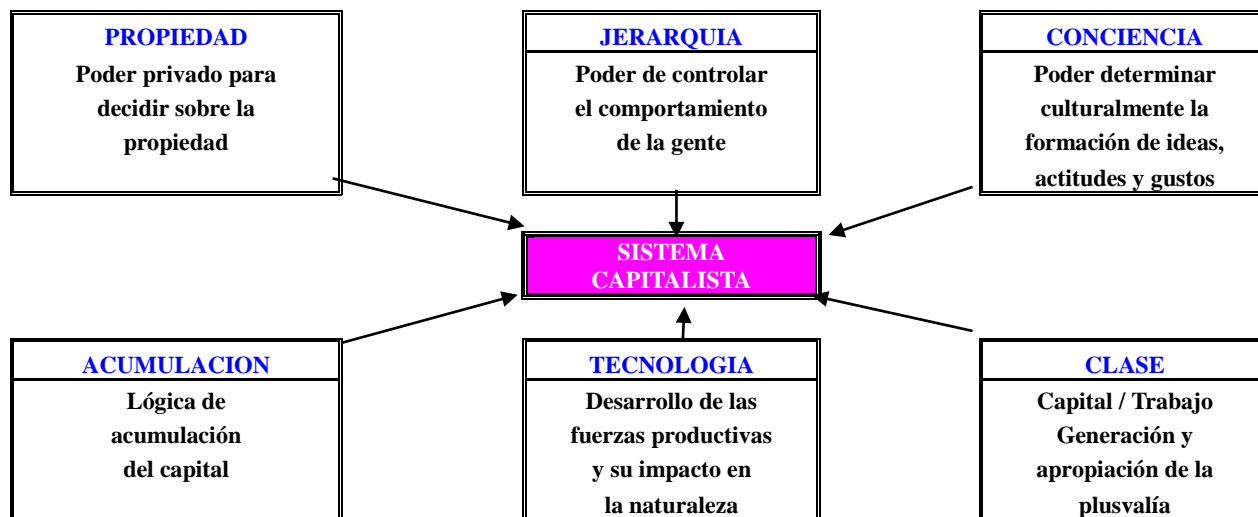 PROPIEDAD
Poder privado para
decidir sobre la
propiedad
JERARQUIA
Poder de controlar
el comportamiento
de la gente
CONCIENCIA
Poder determinar
culturalmente la
formación de ideas,
actitudes y gustos
SISTEMA
CAPITALISTA
ACUMULACION
Lógica de
acumulación
del capital
TECNOLOGIA
Desarrollo de las
fuerzas productivas
y su impacto en
la naturaleza
CLASE
Capital / Trabajo
Generación y
apropiación de la
plusvalía